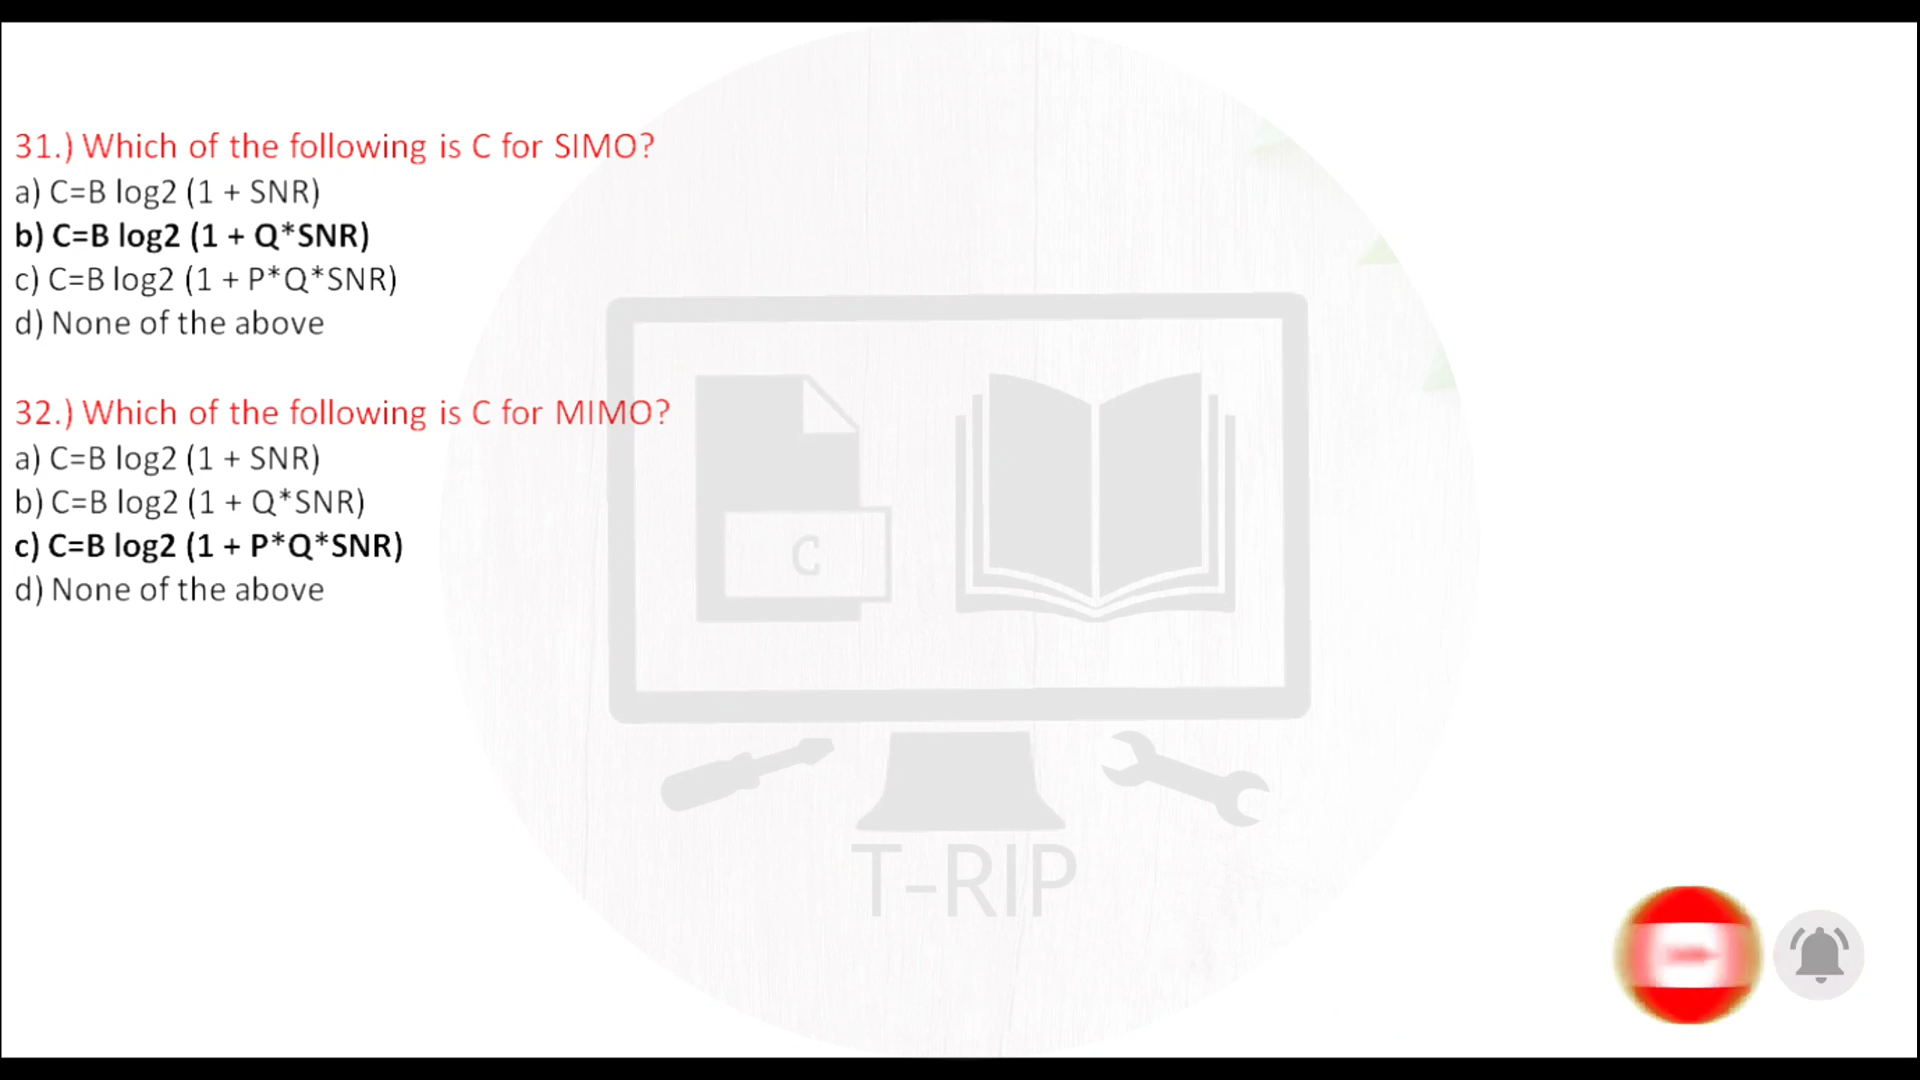 31.) Which of the following is C for SIMO?
a) C=B log2 (1 + SNR)
b) C=B log2 (1 + Q*SNR)
c) C=B log2 (1 + P*Q*SNR)
d) None of the above
32.) Which of the following is C for MIMO?
a) C=B log2 (1 + SNR)
b) C=B log2 (1 + Q*SNR)
c) C=B log2 (1 + P*Q*SNR)
d) None of the above
C
T-RIP